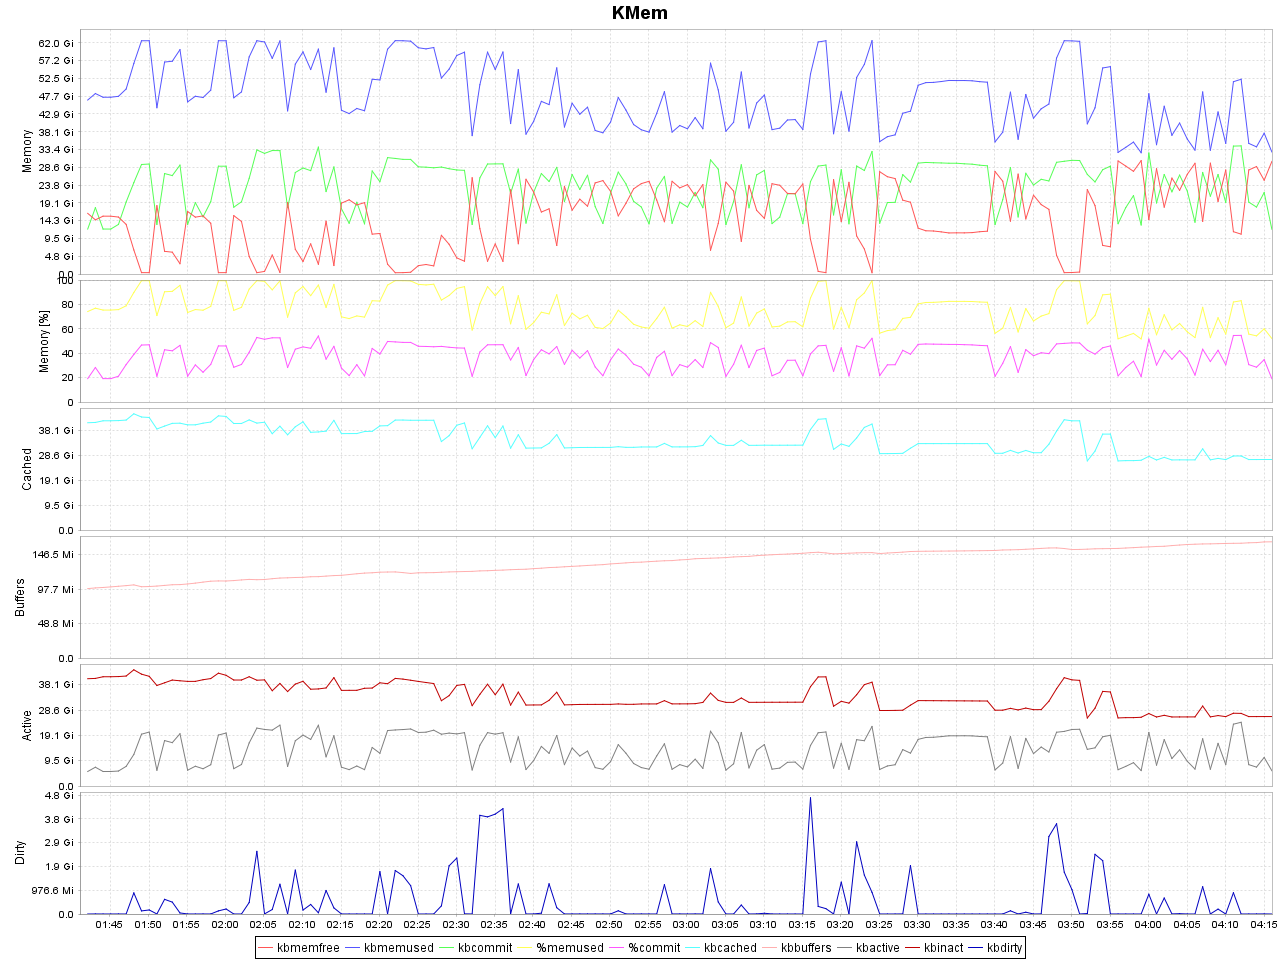 KMem
Memory
62.0 Gi
57.2 Gi
52.5 Gi
47.7 Gi
42.9 Gi
38.1 Gi
33.4 Gi
28.6 Gi
23.8 Gi
19.1 Gi
14.3 Gi
9.5 Gi
4.8 Gi
0.0
Memory [%]
100
80
60
40
20
0
Cached
38.1 Gi
28.6 Gi
19.1 Gi
9.5 Gi
0.0
Buffers
146.5 Mi
97.7 Mi
48.8 Mi
0.0
Active
38.1 Gi
28.6 Gi
19.1 Gi
9.5 Gi
0.0
Dirty
4.8 Gi
3.8 Gi
2.9 Gi
1.9 Gi
976.6 Mi
0.0
01:45 01:50 01:55 02:00 02:05 02:10 02:15 02:20 02:25 02:30 02:35 02:40 02:45 02:50 02:55 03:00 03:05 03:10 03:15 03:20 03:25 03:30 03:35 03:40 03:45 03:50 03:55 04:00 04:05 04:10 04:15
kbmemfree kbmemused kbcommit %memused %commit kbcached kbbuffers kbactive kbinact kbdirty